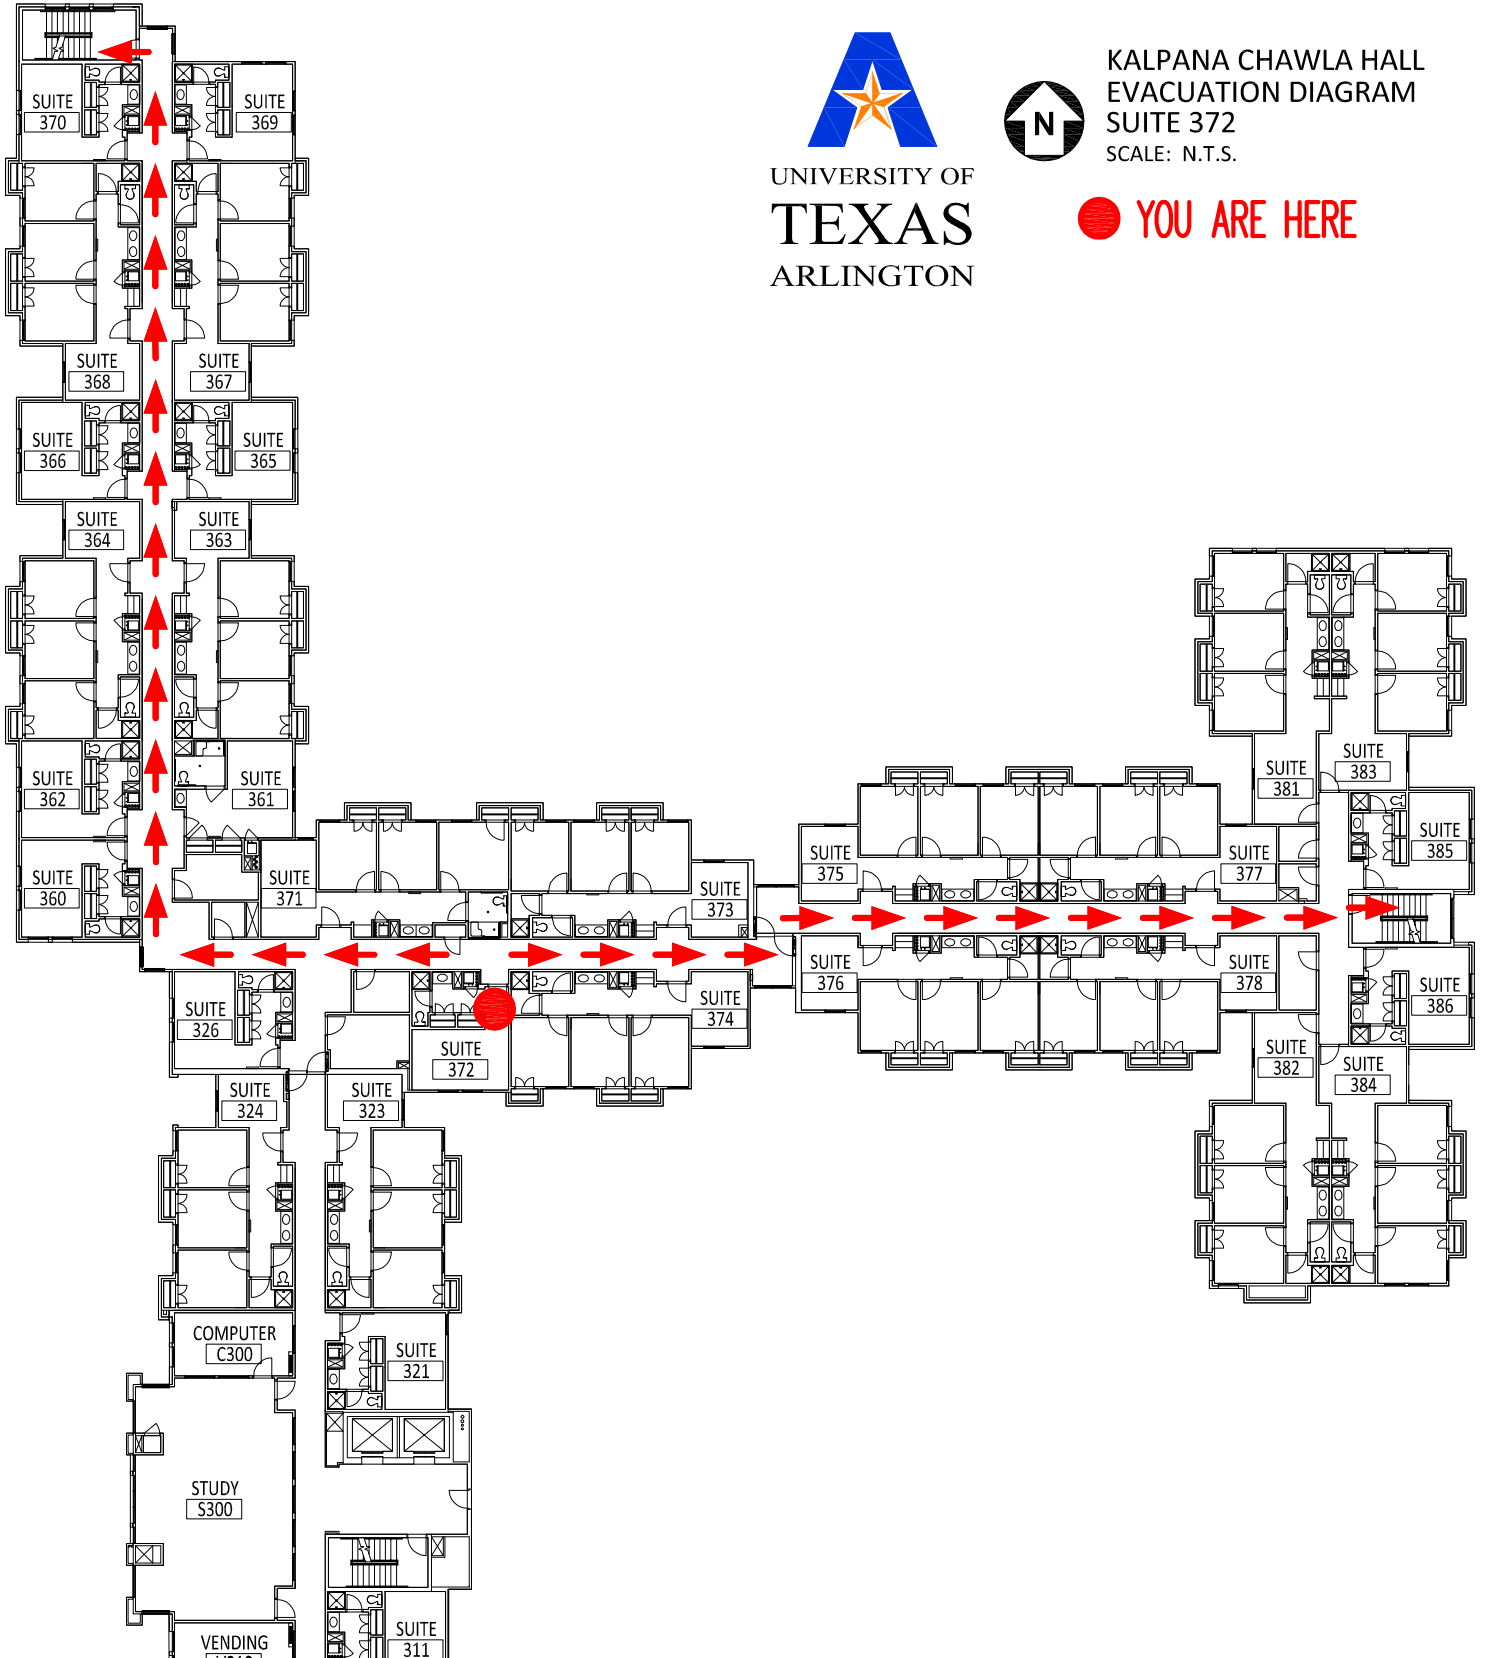 KALPANA CHAWLA HALL
EVACUATION DIAGRAM
SUITE 372
SCALE: N.T.S.
N
YOU ARE HERE
UNIVERSITY OF
TEXAS
ARLINGTON
SUITE
370
SUITE
369
SUITE
368
SUITE
367
SUITE
366
SUITE
365
SUITE
364
SUITE
363
SUITE
362
SUITE
361
SUITE
360
SUITE
371
SUITE
373
SUITE
375
SUITE
377
SUITE
381
SUITE
383
SUITE
385
SUITE
326
SUITE
372
SUITE
374
SUITE
376
SUITE
378
SUITE
386
SUITE
382
SUITE
384
SUITE
324
SUITE
323
COMPUTER
C300
SUITE
321
STUDY
S300
SUITE
311
VENDING